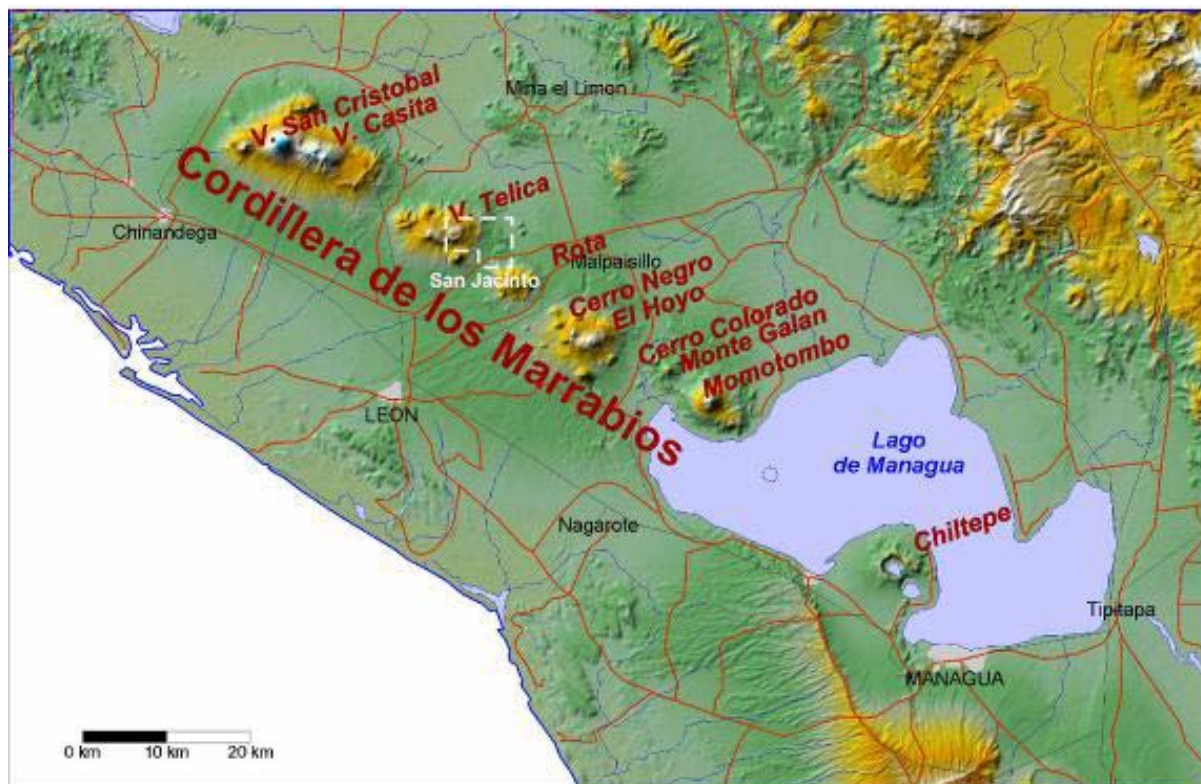 Mina el Limon
V. San Cristobal
V. Casita
Cordillera de los Marrabios
V. Telica
Chinandega
Rota
Malpaisillo
San Jacinto
Cerro Negro
El Hoyo
Cerro Colorado
Monte Galan
Momotombo
LEON
Lago
de Managua
Nagarote
Chiltepe
Tipitapa
MANAGUA
0 km 10 km 20 km